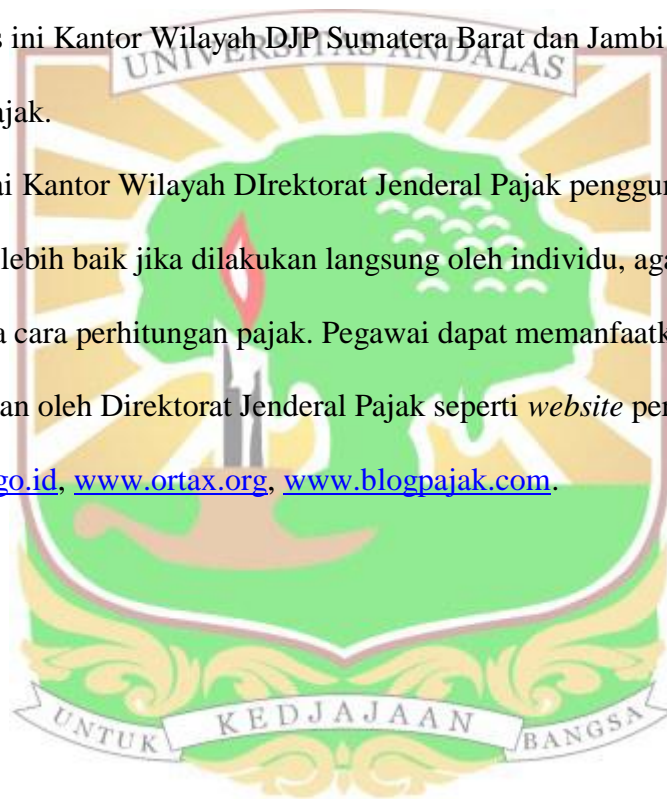 s ini Kantor Wilayah DJP Sumatera Barat dan Jambi
UNIVERSITAS ANDALAS
ajak.
ai Kantor Wilayah DIrektorat Jenderal Pajak penggun
lebih baik jika dilakukan langsung oleh individu, aga
a cara perhitungan pajak. Pegawai dapat memanfaatk
an oleh Direktorat Jenderal Pajak seperti website per
go.id, www.ortax.org, www.blogpajak.com.
UNTUK KEDJAJAAN BANGSA